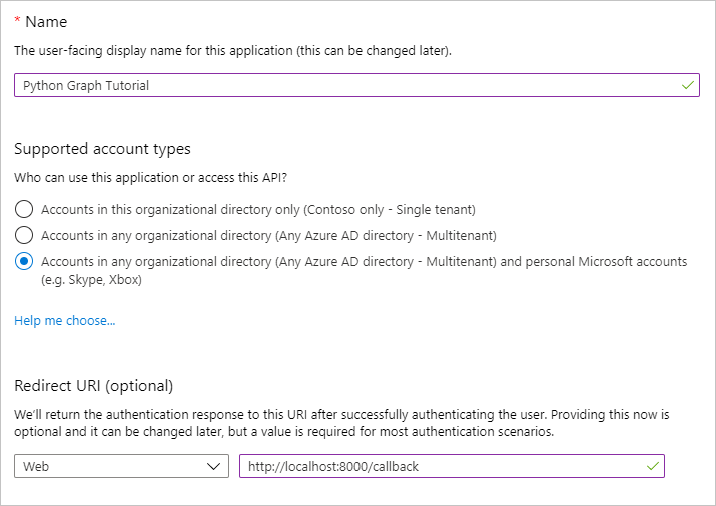 * Name
The user-facing display name for this application (this can be changed later).
Python Graph Tutorial
Supported account types
Who can use this application or access this API?
Accounts in this organizational directory only (Contoso only - Single tenant)
Accounts in any organizational directory (Any Azure AD directory - Multitenant)
Accounts in any organizational directory (Any Azure AD directory - Multitenant) and personal Microsoft accounts
(e.g. Skype, Xbox)
Help me choose...
Redirect URI (optional)
We'll return the authentication response to this URI after successfully authenticating the user. Providing this now is
optional and it can be changed later, but a value is required for most authentication scenarios.
Web http://localhost:8000/callback